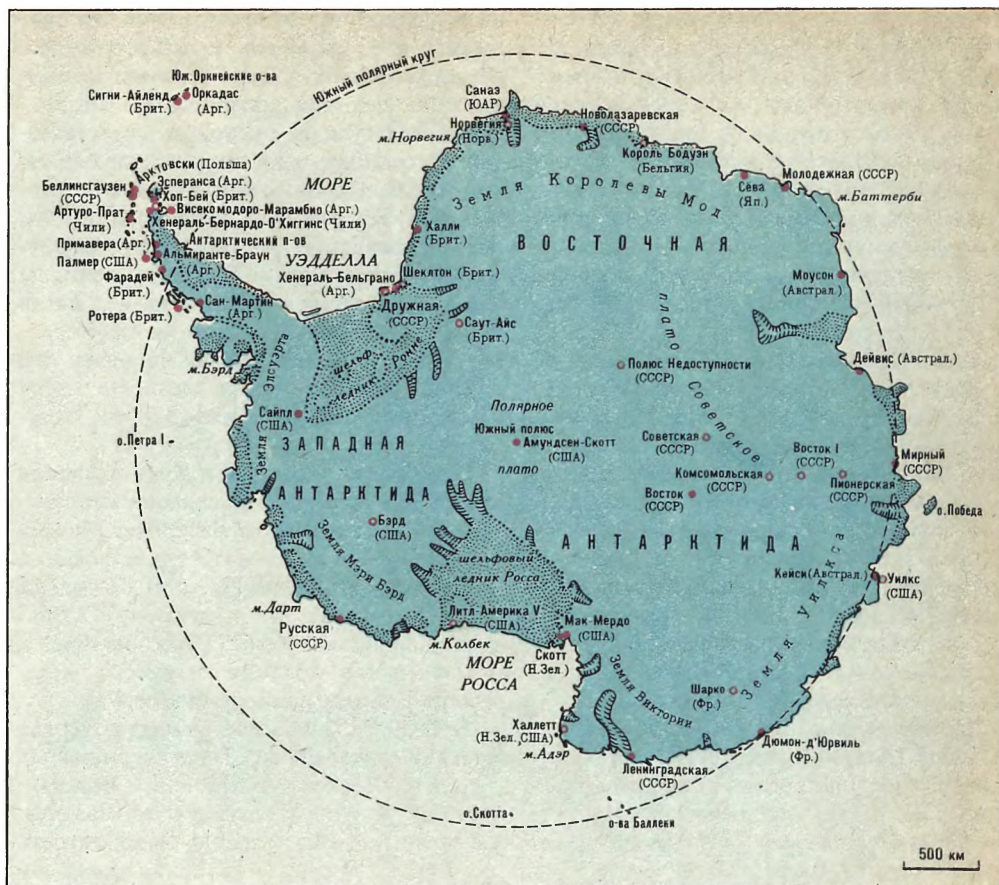 Южный полярный круг
Юж. Оркнейские о-ва
Сигни-Айленд
(Брит.)
Оркадас
(Арг.)
Санаэ
(ЮАР)
Норвегия
(Норв.)
м.Норвегия
Новолазаревская
(СССР)
Король Бодуэн
(Бельгия)
Сёва
(Яп.)
Молодежная (СССР)
м.Баттерби
Арктовски (Польша)
Беллинсгаузен
(СССР)
Эсперанса (Арг.)
Хоп-Бей (Брит.)
Висекомодоро-Марамбио (Арг.)
Артуро-Прат
(Чили)
Хенераль-Бернардо-О'Хиггинс (Чили)
МОРЕ
УЭДДЕЛЛА
Примавера (Арг.)
Антарктический п-ов
Палмер (США)
Альмиранте-Браун
(Арг.)
Фарадей
(Брит.)
Сан-Мартин
(Арг.)
Ротера (Брит.)
м.Бэрд
Земля Королевы Мод
ВОСТОЧНАЯ
Халли
(Брит.)
Хенераль-Бельграно
(Арг.)
Шеклтон (Брит.)
Дружная
(СССР)
Саут-Айс
(Брит.)
шельф.
ледник Ронне
Моусон
(Австрал.)
Дейвис (Австрал.)
плато Советское
Полюс Недоступности
(СССР)
Земля Элсуэрта
о.Петра I
Сайпл
(США)
ЗАПАДНАЯ
АНТАРКТИДА
Полярное
плато
Южный полюс
Амундсен-Скотт
(США)
Советская
(СССР)
Комсомольская
(СССР)
Восток I
(СССР)
Пионерская
(СССР)
Мирный
(СССР)
Восток
(СССР)
о.Победа
Бэрд
(США)
АНТАРКТИДА
Земля Мэри Бэрд
шельфовый
ледник Росса
Кейси (Австрал.)
Уилкс
(США)
Земля Уилкса
м.Дарт
Русская
(СССР)
Литл-Америка V
(США)
м.Колбек
Мак-Мердо
(США)
Скотт
(Н.Зел.)
МОРЕ
РОССА
Земля Виктории
Шарко
(Фр.)
Халлетт
(Н.Зел.,США)
м.Адэр
Ленинградская
(СССР)
Дюмон-д'Юрвиль
(Фр.)
о.Скотта
о-ва Баллени
500 км